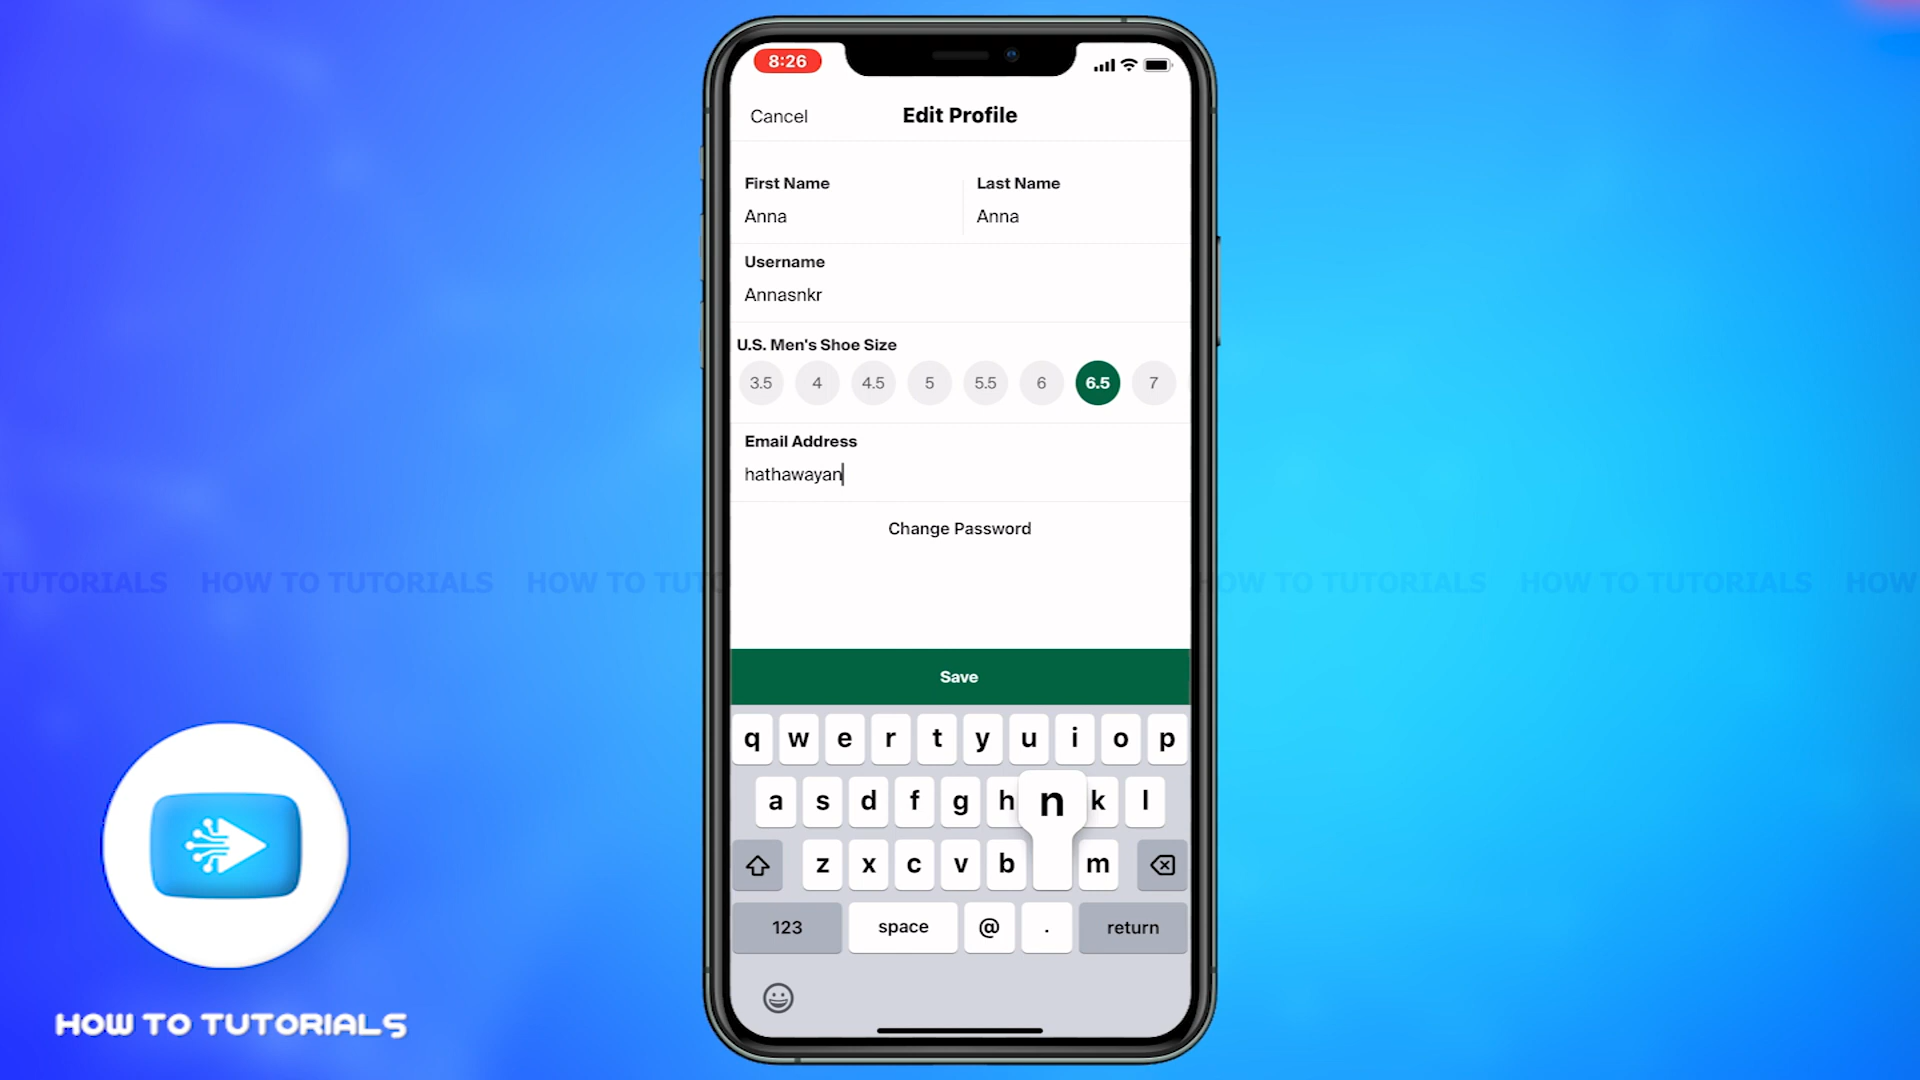 8:26
Cancel
Edit Profile
First Name
Last Name
Anna
Anna
Username
Annasnkr
U.S. Men's Shoe Size
3.5 4 4.5 5 5.5 6 6.5 7
Email Address
hathawayan
Change Password
TUTORIALS HOW TO TUTORIALS HOW TO TUTO HOW TO TUTORIALS HOW TO TUTORIALS HOW
Save
q w e r t y u i o p
a s d f g h n k l
z x c v b m
123 space @ . return
HOW TO TUTORIALS